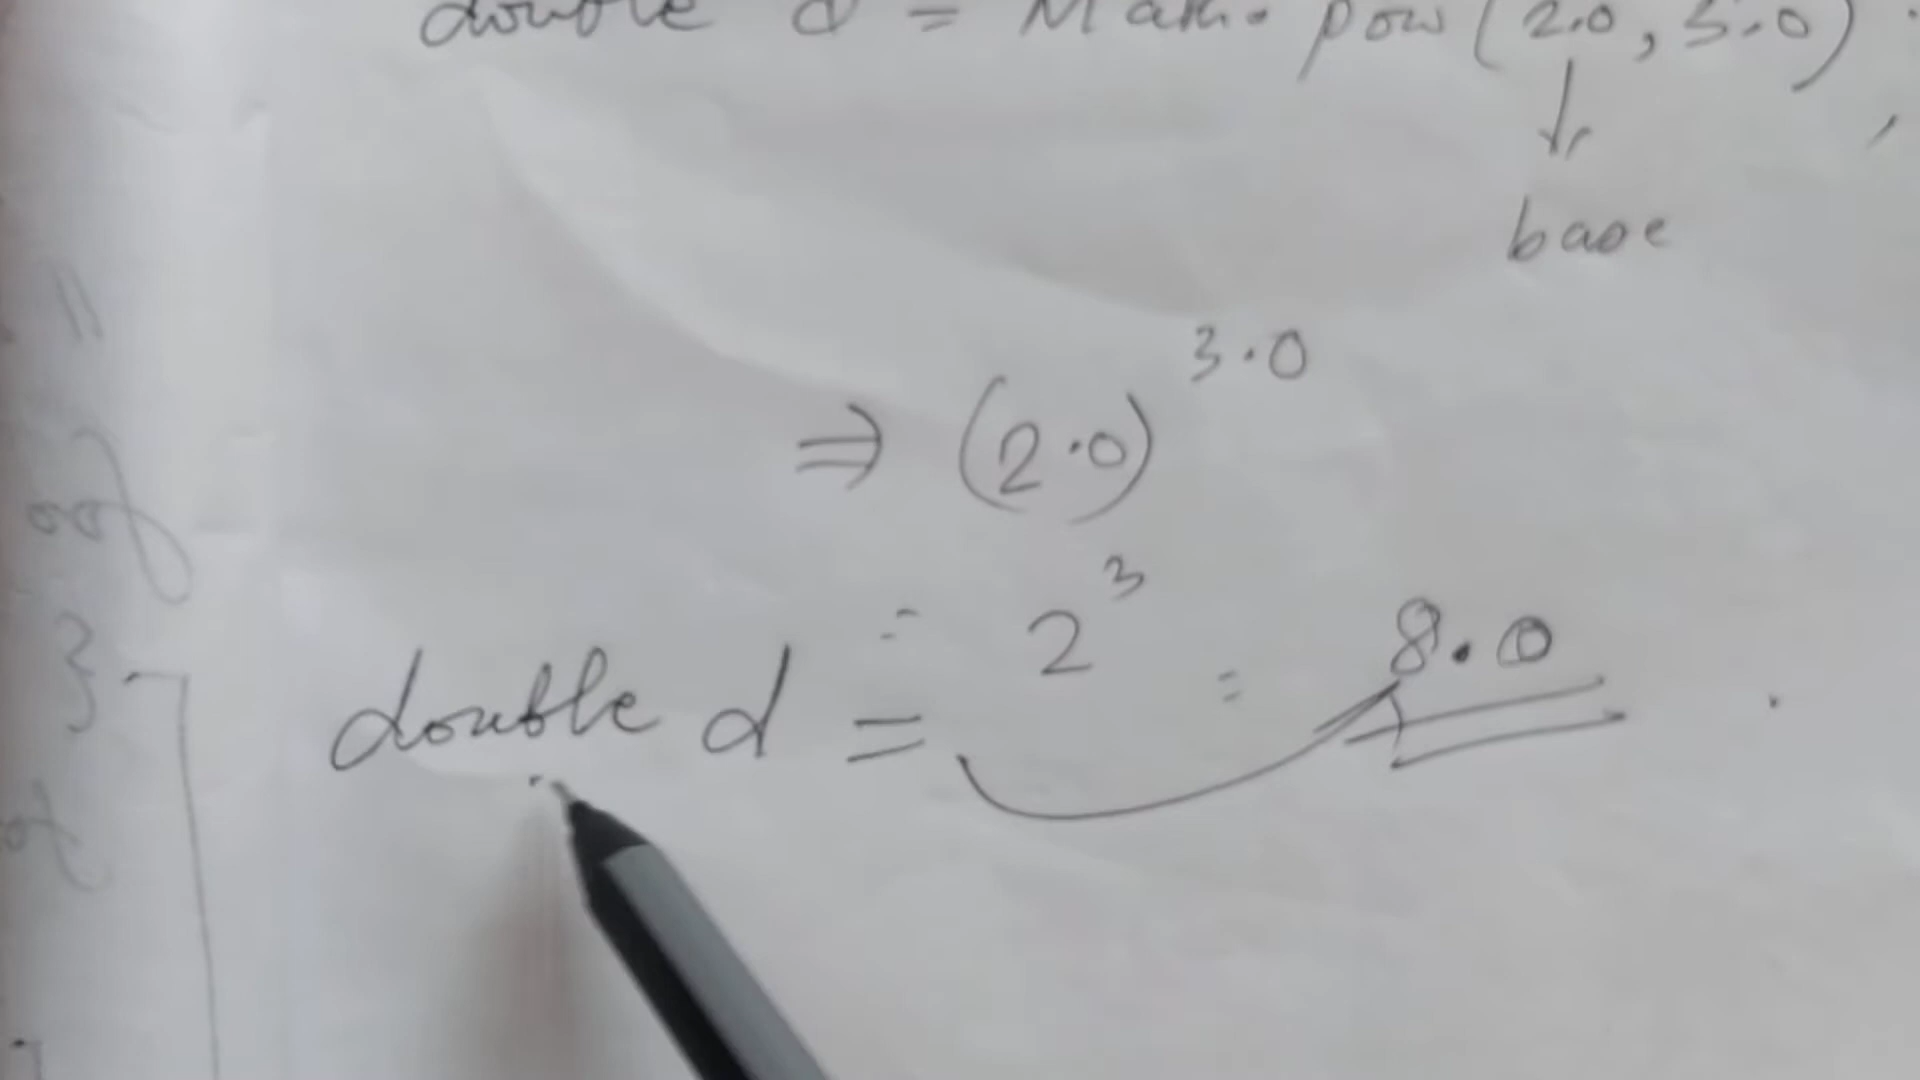 double d = Math.pow(2.0, 3.0)
base
⇒ (2.0)^3.0
= 2^3 = 8.0
double d =